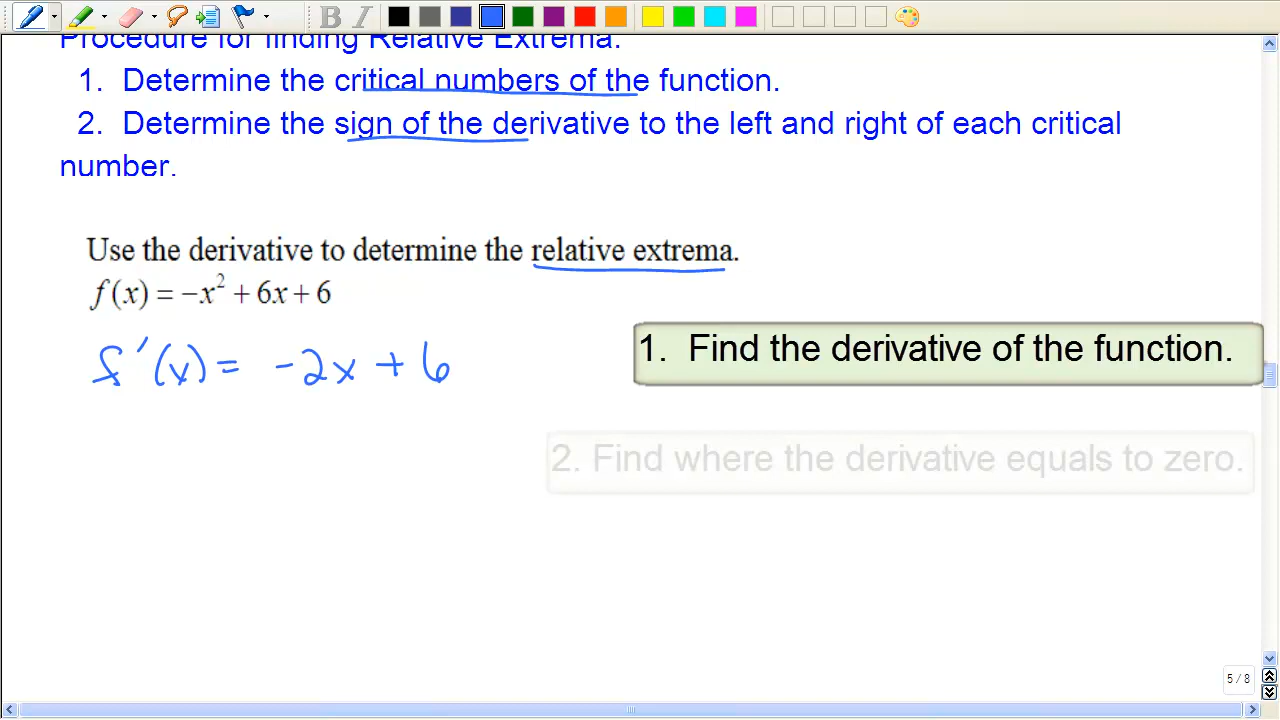 Procedure for finding Relative Extrema.
1. Determine the critical numbers of the function.
2. Determine the sign of the derivative to the left and right of each critical
number.
Use the derivative to determine the relative extrema.
f(x) = −x² + 6x + 6
f'(x) = -2x + 6
1. Find the derivative of the function.
2. Find where the derivative equals to zero.
5/8